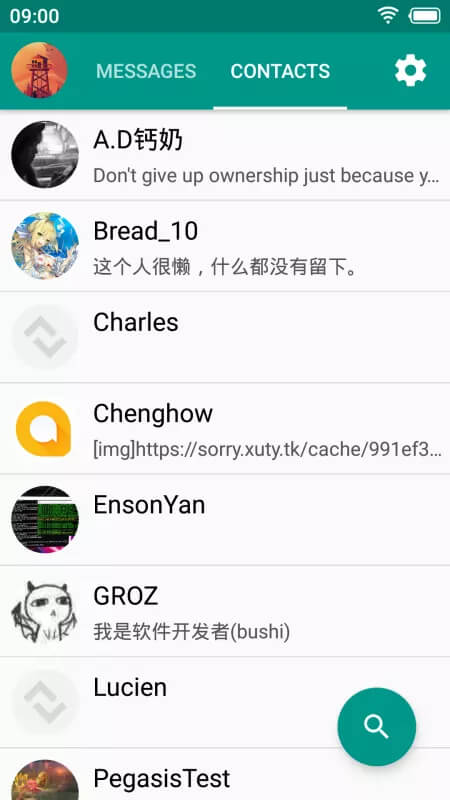 09:00
MESSAGES
CONTACTS
A.D钙奶
Don't give up ownership just because y...
Bread_10
这个人很懒，什么都没有留下。
Charles
Chenghow
[img]https://sorry.xuty.tk/cache/991ef3...
EnsonYan
GROZ
我是软件开发者(bushi)
Lucien
PegasisTest